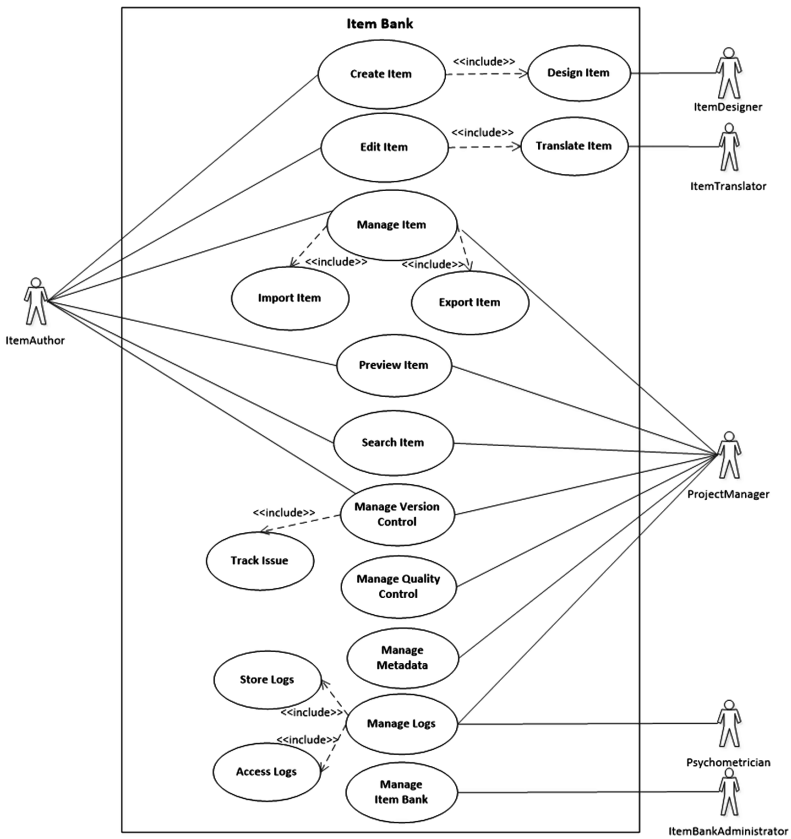 Item Bank
Create Item
<<include>>
Design Item
ItemDesigner
Edit Item
<<include>>
Translate Item
ItemTranslator
Manage Item
<<include>>
<<include>>
Import Item
Export Item
ItemAuthor
Preview Item
Search Item
ProjectManager
Manage Version
Control
<<include>>
Track Issue
Manage Quality
Control
Manage
Metadata
Store Logs
<<include>>
Manage Logs
<<include>>
Access Logs
Psychometrician
Manage
Item Bank
ItemBankAdministrator